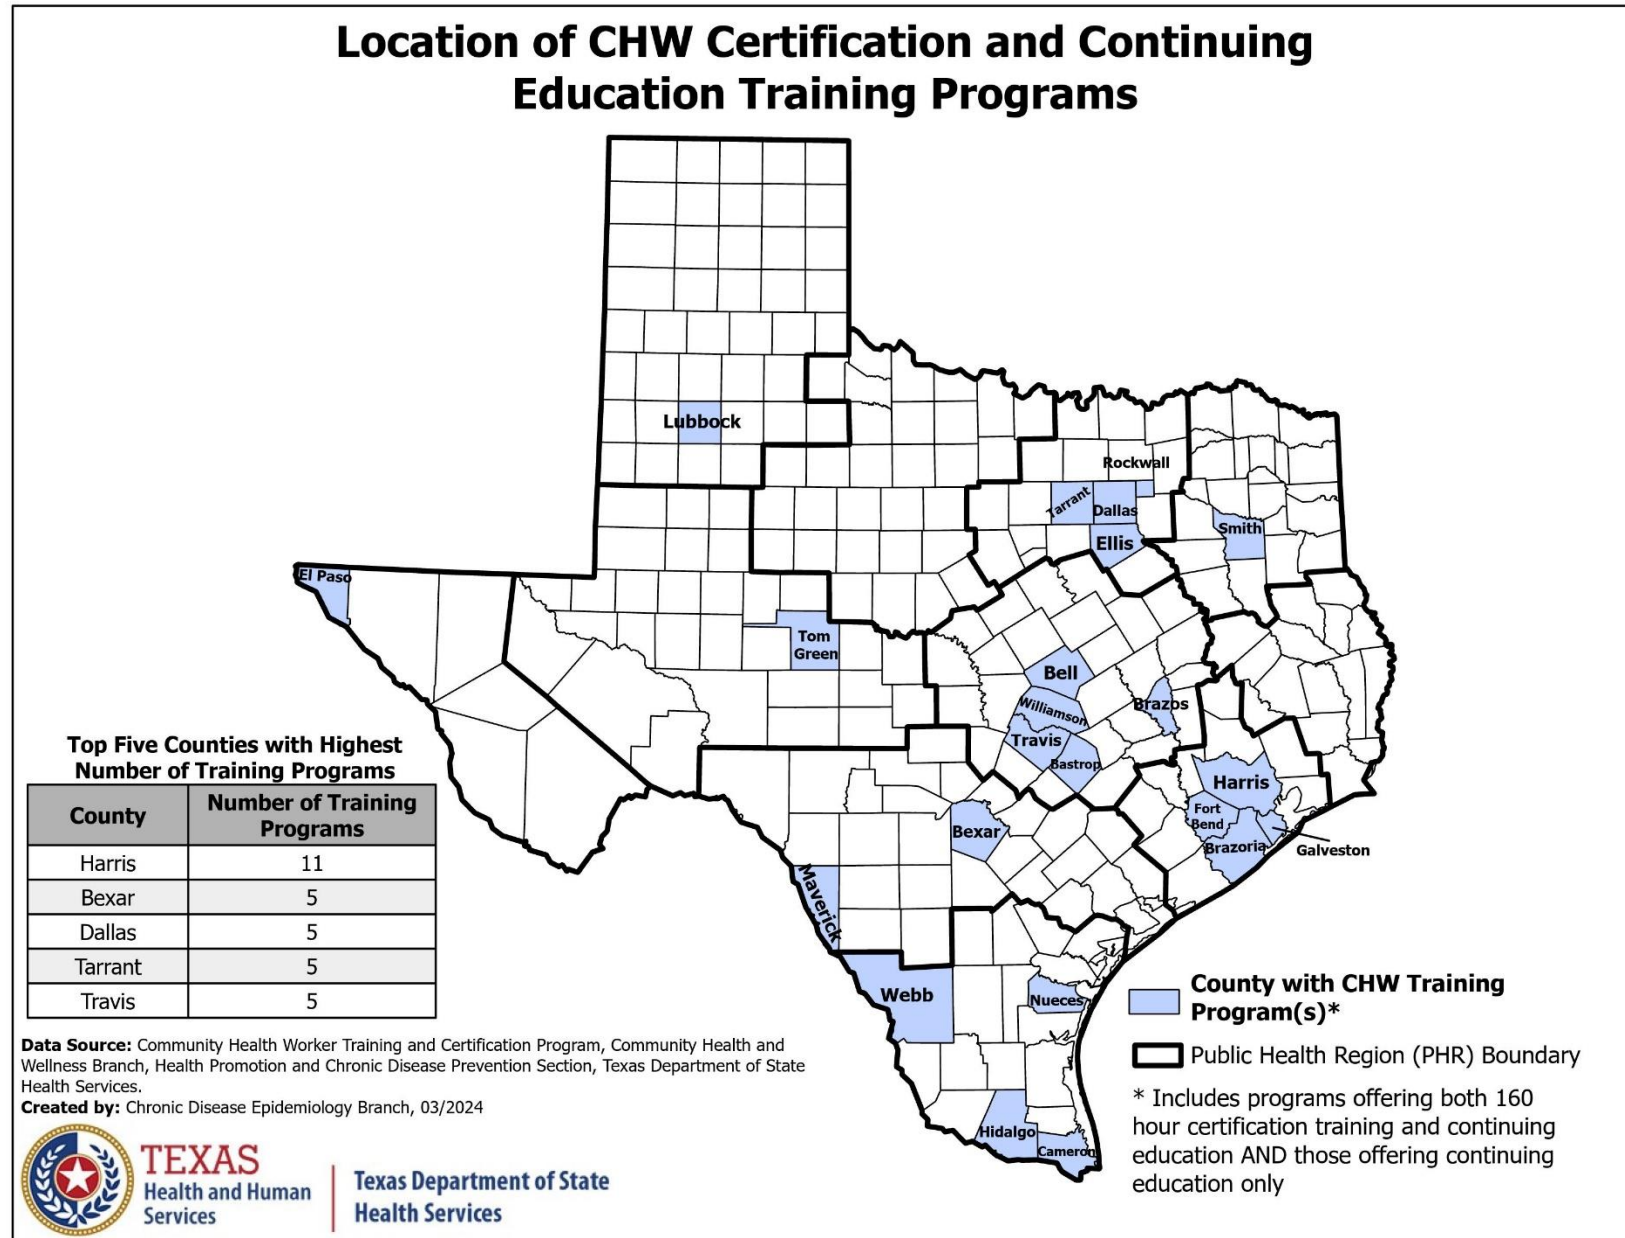 Location of CHW Certification and Continuing
Education Training Programs
Lubbock
Rockwall
Tarrant
Dallas
Smith
Ellis
El Paso
Tom
Green
Bell
Williamson
Brazos
Travis
Bastrop
Harris
Fort
Bend
Bexar
Brazoria
Galveston
Maverick
Webb
Nueces
Hidalgo
Cameron
Top Five Counties with Highest
Number of Training Programs
County
Number of Training
Programs
Harris 11
Bexar 5
Dallas 5
Tarrant 5
Travis 5
County with CHW Training
Program(s)*
Public Health Region (PHR) Boundary
* Includes programs offering both 160
hour certification training and continuing
education AND those offering continuing
education only
Data Source: Community Health Worker Training and Certification Program, Community Health and
Wellness Branch, Health Promotion and Chronic Disease Prevention Section, Texas Department of State
Health Services.
Created by: Chronic Disease Epidemiology Branch, 03/2024
TEXAS
Health and Human
Services
Texas Department of State
Health Services